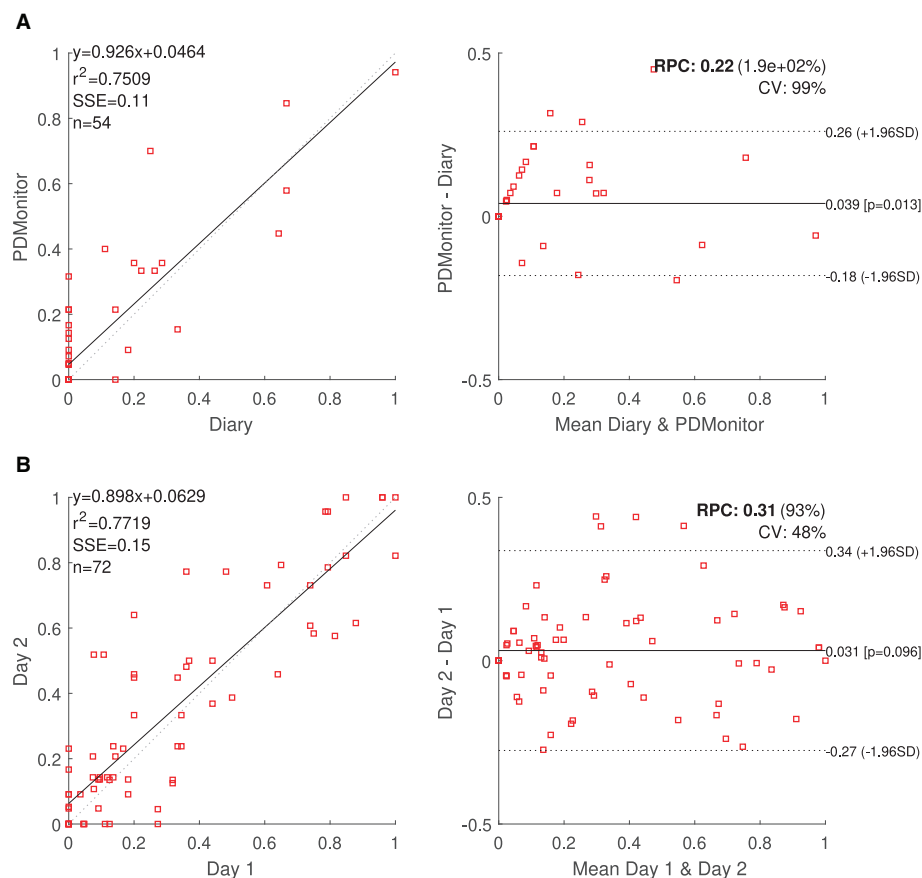 A
y=0.926x+0.0464
r²=0.7509
SSE=0.11
n=54
1
0.8
0.6
0.4
0.2
0
PDMonitor
0 0.2 0.4 0.6 0.8 1
Diary
RPC: 0.22 (1.9e+02%)
CV: 99%
0.5
0
-0.5
PDMonitor - Diary
0.26 (+1.96SD)
0.039 [p=0.013]
-0.18 (-1.96SD)
0 0.2 0.4 0.6 0.8 1
Mean Diary & PDMonitor
B
y=0.898x+0.0629
r²=0.7719
SSE=0.15
n=72
1
0.8
0.6
0.4
0.2
0
Day 2
0 0.2 0.4 0.6 0.8 1
Day 1
RPC: 0.31 (93%)
CV: 48%
0.5
0
-0.5
Day 2 - Day 1
0.34 (+1.96SD)
0.031 [p=0.096]
-0.27 (-1.96SD)
0 0.2 0.4 0.6 0.8 1
Mean Day 1 & Day 2